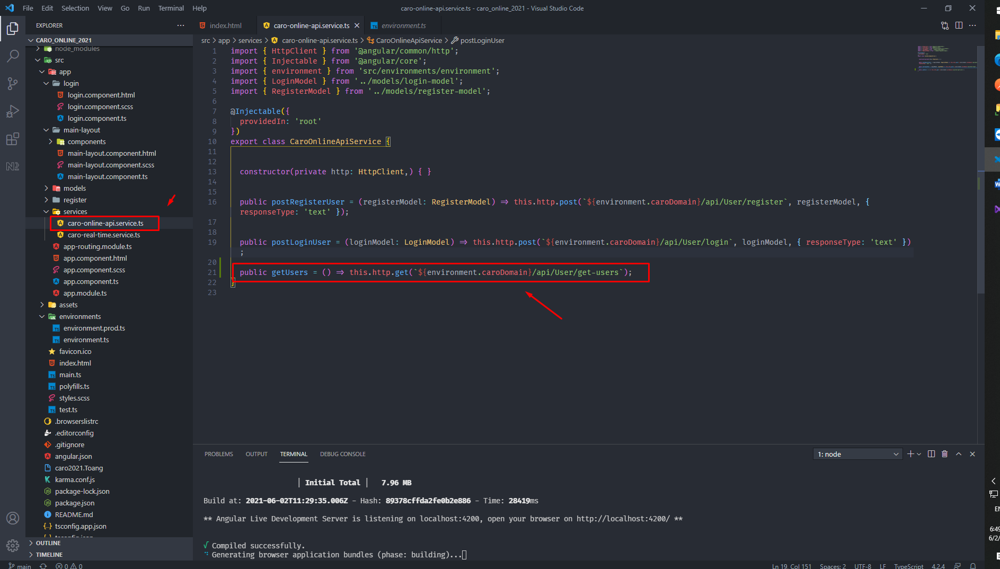 File Edit Selection View Go Run Terminal Help
caro-online-api.service.ts - caro_online_2021 - Visual Studio Code
EXPLORER
CARO_ONLINE_2021
node_modules
src
app
login
login.component.html
login.component.scss
login.component.ts
main-layout
components
main-layout.component.html
main-layout.component.scss
main-layout.component.ts
models
register
services
caro-online-api.service.ts
caro-real-time.service.ts
app-routing.module.ts
app.component.html
app.component.scss
app.component.ts
app.module.ts
assets
environments
environment.prod.ts
environment.ts
favicon.ico
index.html
main.ts
polyfills.ts
styles.scss
test.ts
.browserslistrc
.editorconfig
.gitignore
angular.json
caro2021.Toang
karma.conf.js
package-lock.json
package.json
README.md
tsconfig.app.json
OUTLINE
TIMELINE
index.html caro-online-api.service.ts environment.ts
src > app > services > caro-online-api.service.ts > CaroOnlineApiService > postLoginUser
1 import { HttpClient } from '@angular/common/http';
2 import { Injectable } from '@angular/core';
3 import { environment } from 'src/environments/environment';
4 import { LoginModel } from '../models/login-model';
5 import { RegisterModel } from '../models/register-model';
6
7 @Injectable({
8 providedIn: 'root'
9 })
10 export class CaroOnlineApiService {
11
12
13 constructor(private http: HttpClient,) { }
14
15
16 public postRegisterUser = (registerModel: RegisterModel) => this.http.post(`${environment.caroDomain}/api/User/register`, registerModel, {
responseType: 'text' });
17
18
19 public postLoginUser = (loginModel: LoginModel) => this.http.post(`${environment.caroDomain}/api/User/login`, loginModel, { responseType: 'text' })
;
20
21 public getUsers = () => this.http.get(`${environment.caroDomain}/api/User/get-users`);
22 }
23
PROBLEMS OUTPUT TERMINAL DEBUG CONSOLE
1: node
| Initial Total | 7.96 MB
Build at: 2021-06-02T11:29:35.006Z - Hash: 89378cffda2fe0b2e886 - Time: 28419ms
** Angular Live Development Server is listening on localhost:4200, open your browser on http://localhost:4200/ **
√ Compiled successfully.
Generating browser application bundles (phase: building)...
main 0 0
Ln 19, Col 151 Spaces: 2 UTF-8 LF TypeScript 4.2.4